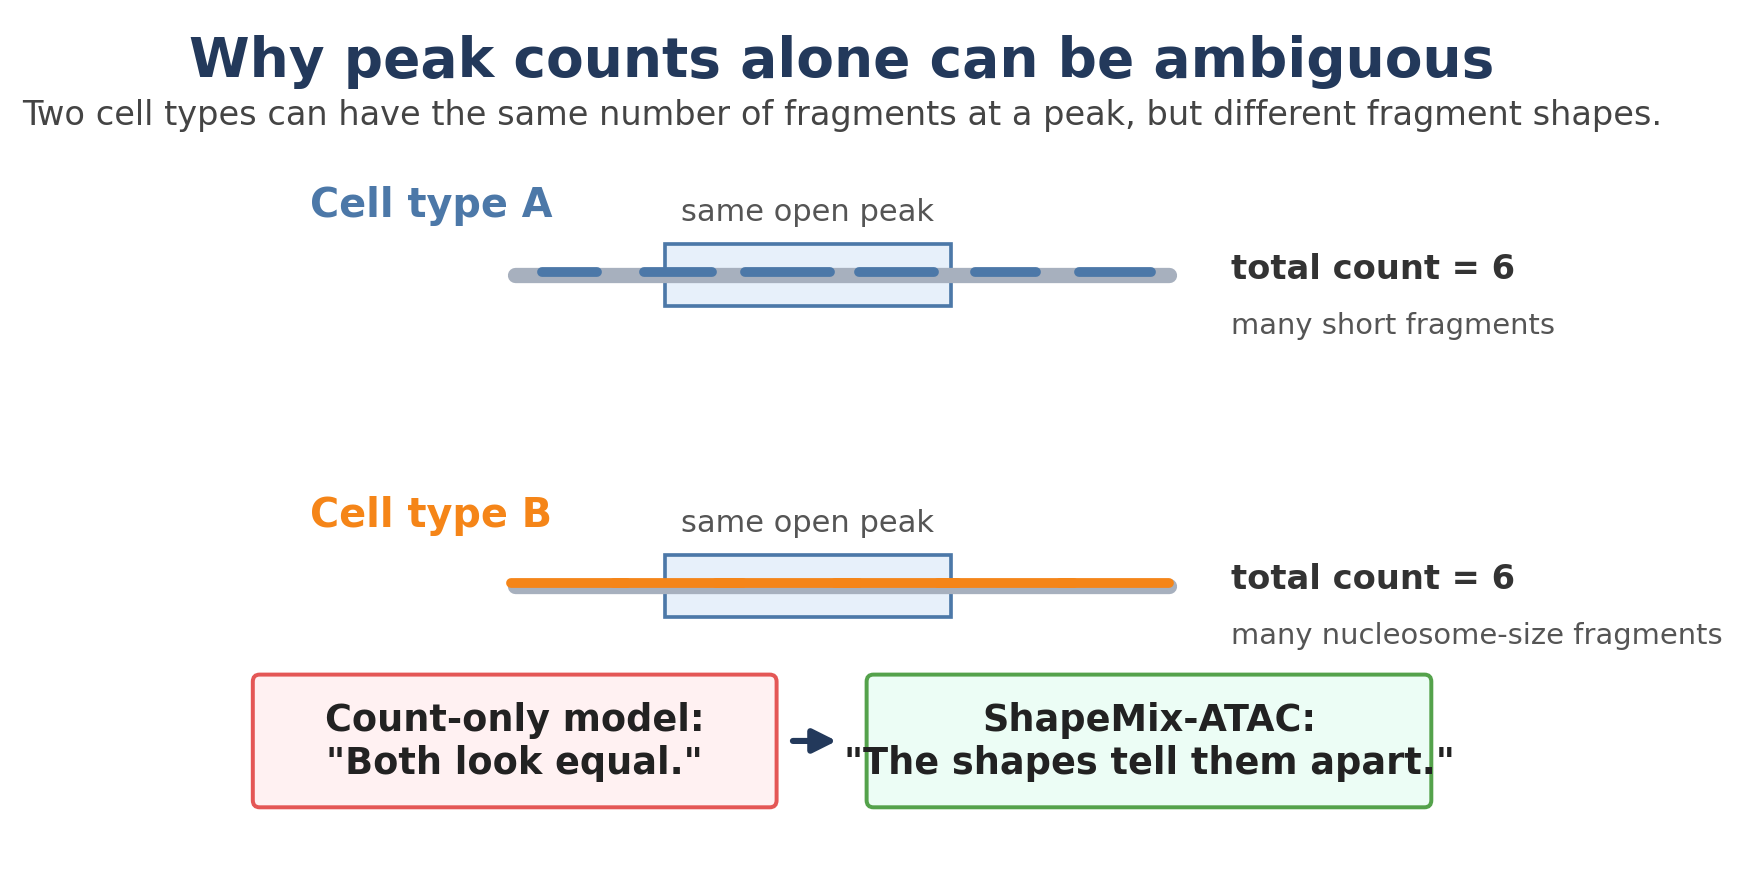 Why peak counts alone can be ambiguous
Two cell types can have the same number of fragments at a peak, but different fragment shapes.
Cell type A
same open peak
total count = 6
many short fragments
Cell type B
same open peak
total count = 6
many nucleosome-size fragments
Count-only model:
"Both look equal."
ShapeMix-ATAC:
"The shapes tell them apart."